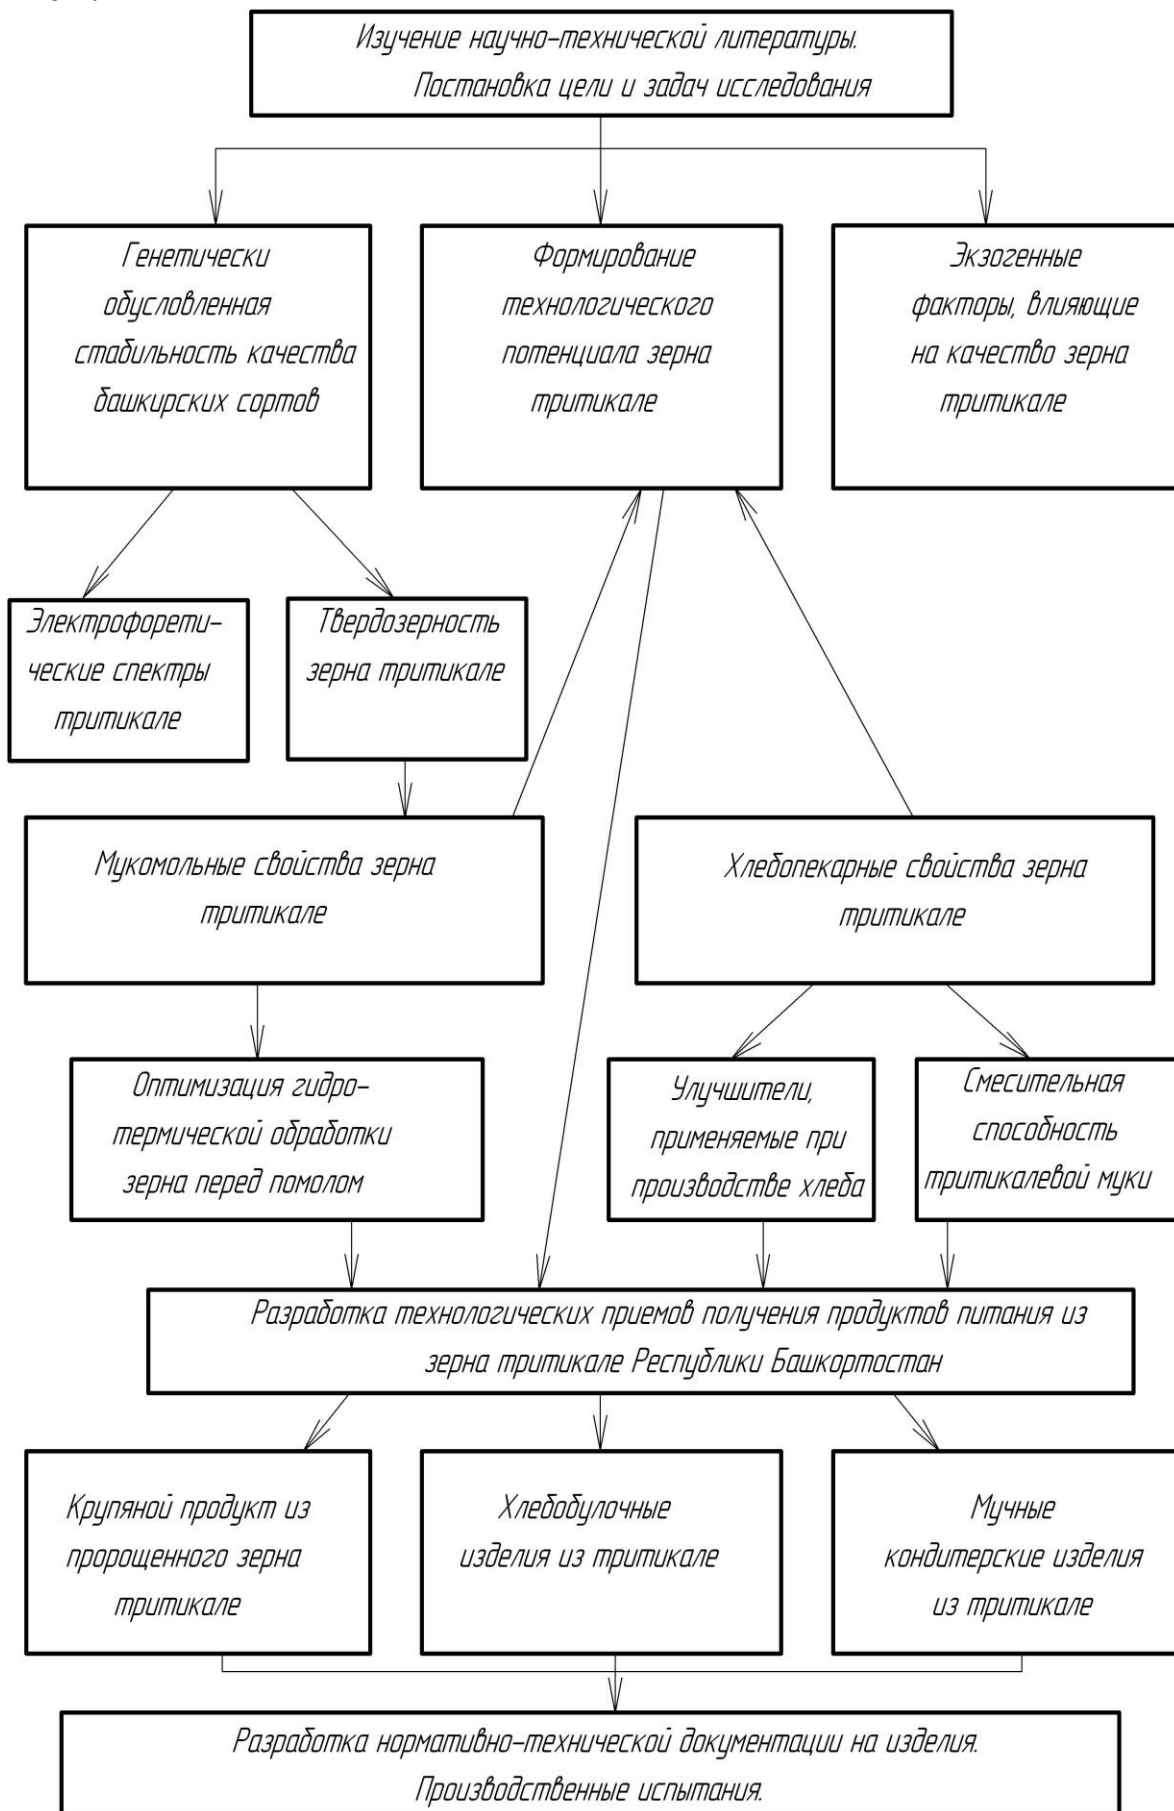 Изучение научно-технической литературы.
Постановка цели и задач исследования
Генетически
обусловленная
стабильность качества
башкирских сортов
Формирование
технологического
потенциала зерна
тритикале
Экзогенные
факторы, влияющие
на качество зерна
тритикале
Электрофорети-
ческие спектры
тритикале
Твердозерность
зерна тритикале
Мукомольные свойства зерна
тритикале
Хлебопекарные свойства зерна
тритикале
Оптимизация гидро-
термической обработки
зерна перед помолом
Улучшители,
применяемые при
производстве хлеба
Смесительная
способность
тритикалевой муки
Разработка технологических приемов получения продуктов питания из
зерна тритикале Республики Башкортостан
Крупяной продукт из
пророщенного зерна
тритикале
Хлебобулочные
изделия из тритикале
Мучные
кондитерские изделия
из тритикале
Разработка нормативно-технической документации на изделия.
Производственные испытания.